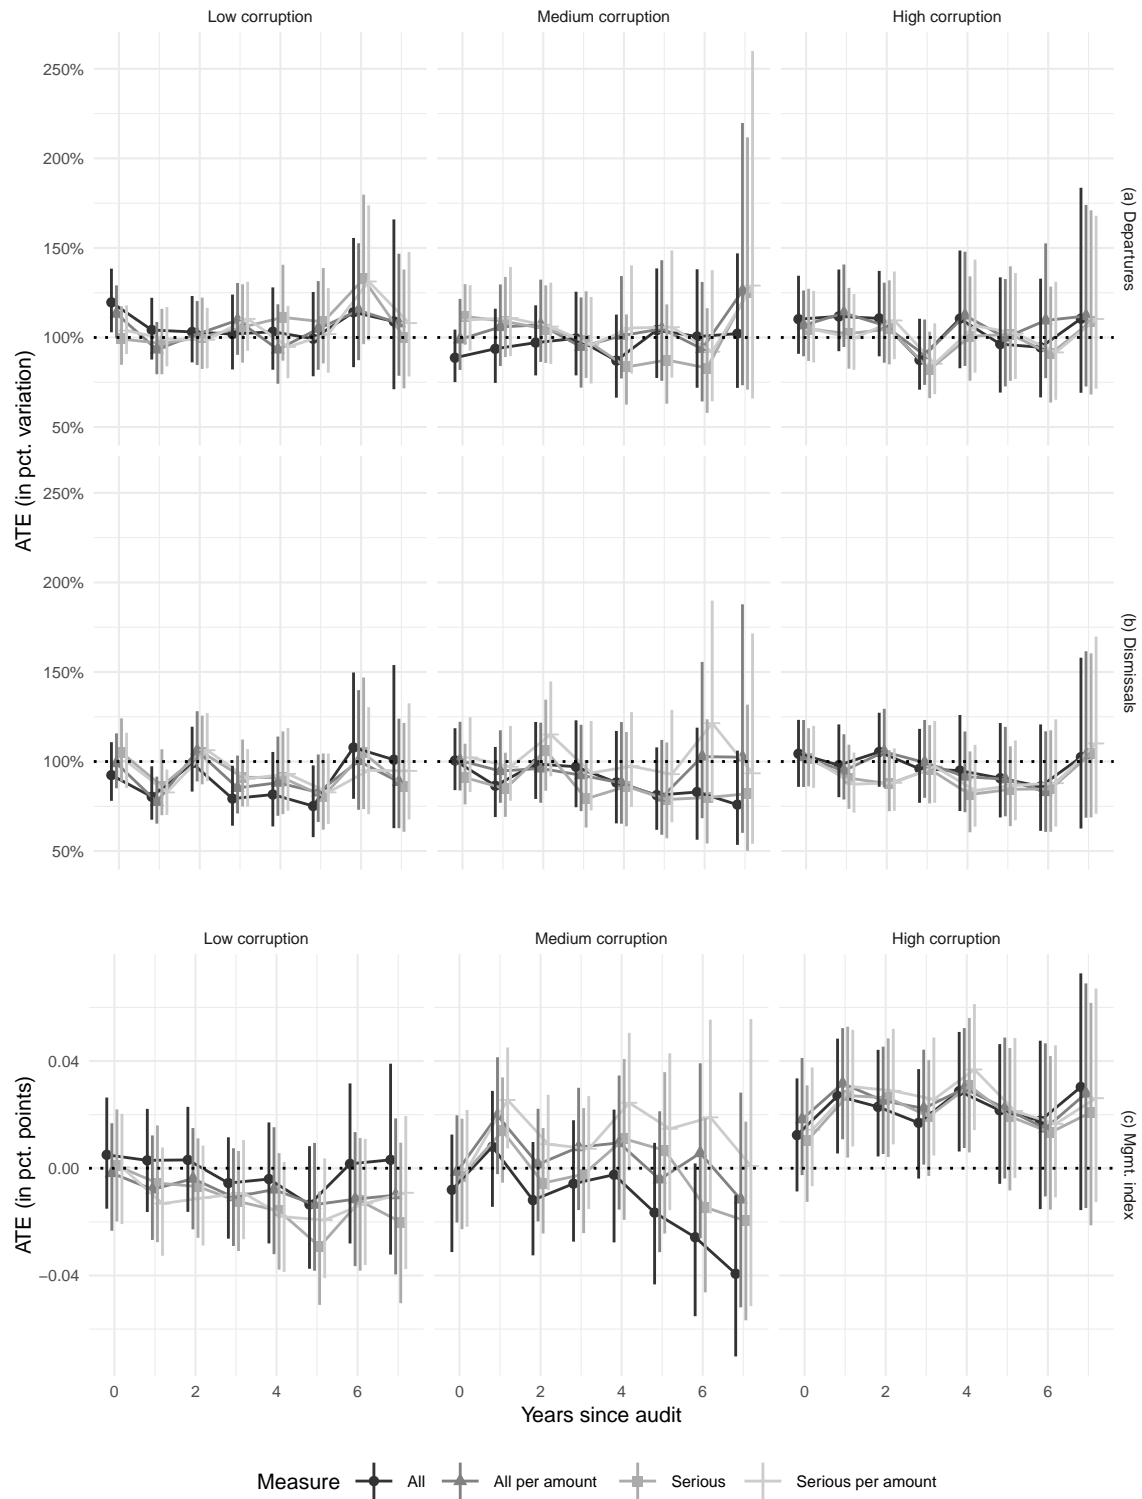 Low corruption Medium corruption High corruption
250%
200%
150%
100%
50%
(a) Departures
250%
200%
150%
100%
50%
(b) Dismissals
ATE (in pct. variation)
Low corruption Medium corruption High corruption
0.04
0.00
−0.04
(c) Mgmt. index
ATE (in pct. points)
0 2 4 6 0 2 4 6 0 2 4 6
Years since audit
Measure All All per amount Serious Serious per amount